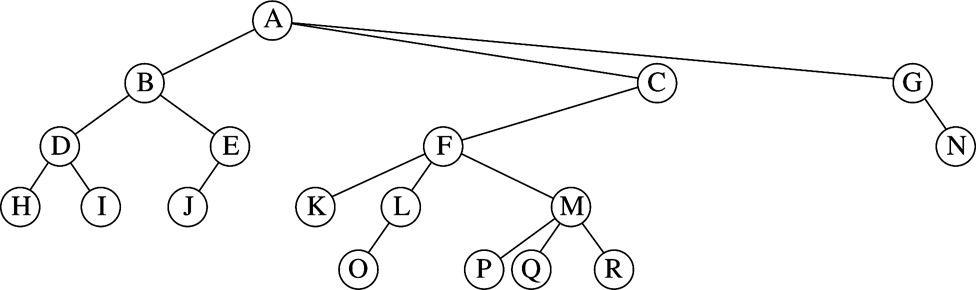 A
B C G
D E F N
H I J K L M
O P Q R